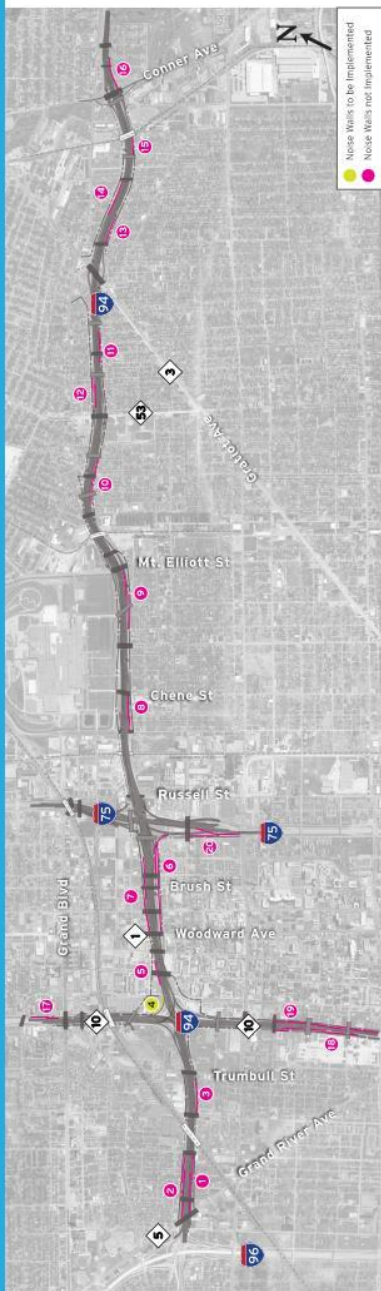 16
Conner Ave
N
15
14
13
94
11
12
3
53
Gratiot Ave
10
Mt. Elliott St
9
Chene St
8
Russell St
75
75
20
6
7
Brush St
Grand Blvd
1
Woodward Ave
5
4
17
10
94
10
19
18
Trumbull St
3
Grand River Ave
2
1
5
96
Noise Walls to be Implemented
Noise Walls not Implemented